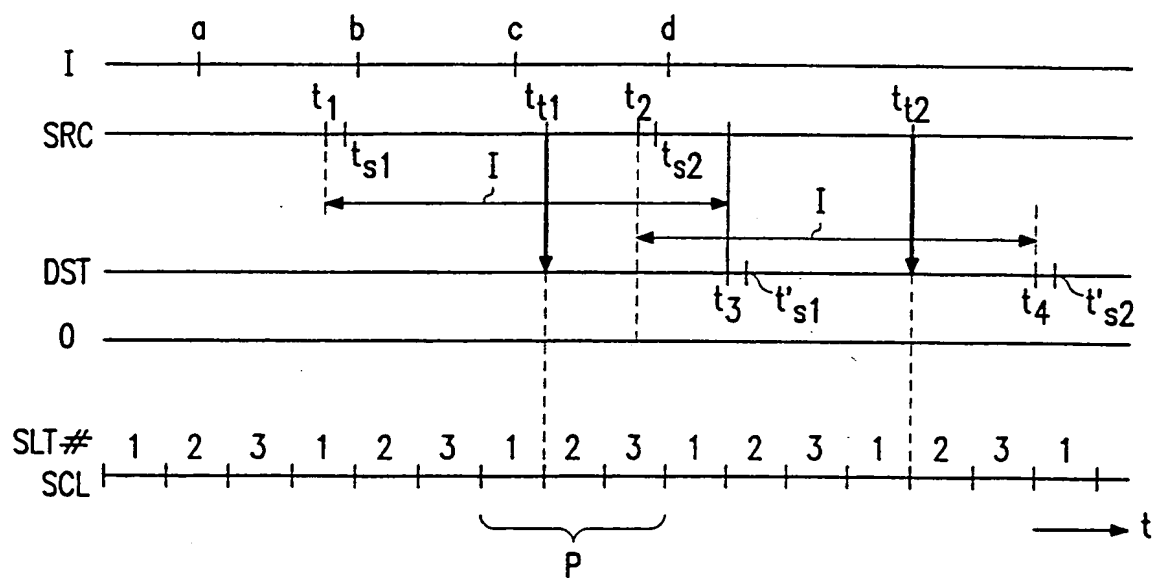 a b c d
I
t1 tt1 t2 tt2
SRC
ts1 ts2
I
I
DST
t3 t's1 t4 t's2
0
SLT# 1 2 3 1 2 3 1 2 3 1 2 3 1 2 3 1
SCL
t
P